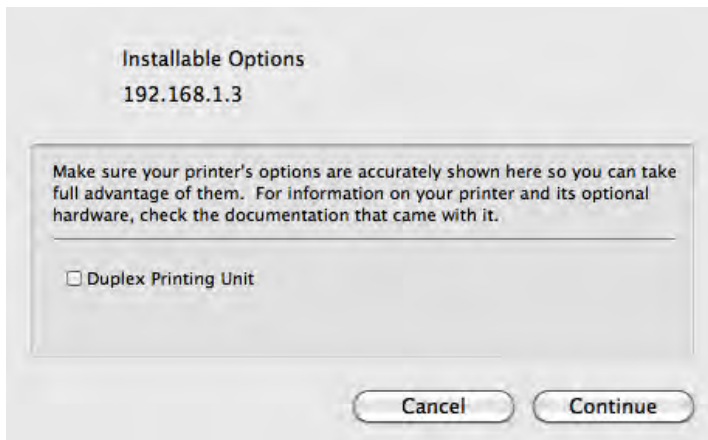 Installable Options
192.168.1.3
Make sure your printer's options are accurately shown here so you can take
full advantage of them.  For information on your printer and its optional
hardware, check the documentation that came with it.
Duplex Printing Unit
Cancel
Continue